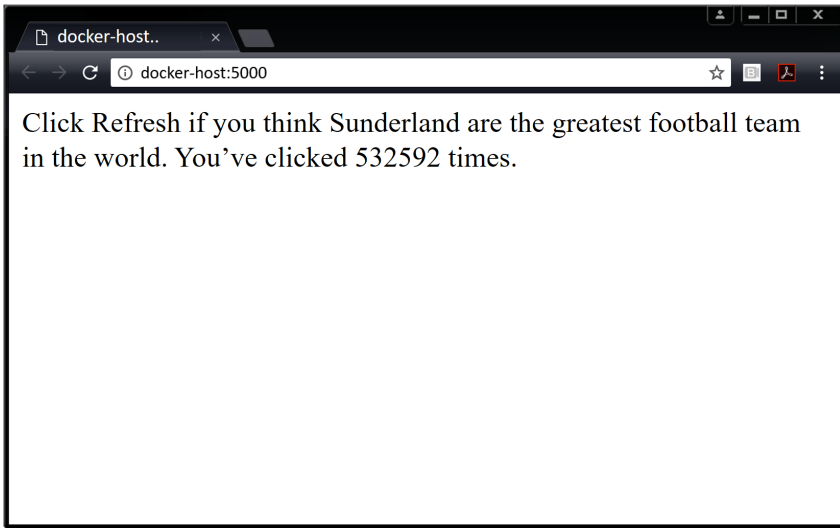 docker-host..
docker-host:5000
Click Refresh if you think Sunderland are the greatest football team
in the world. You’ve clicked 532592 times.